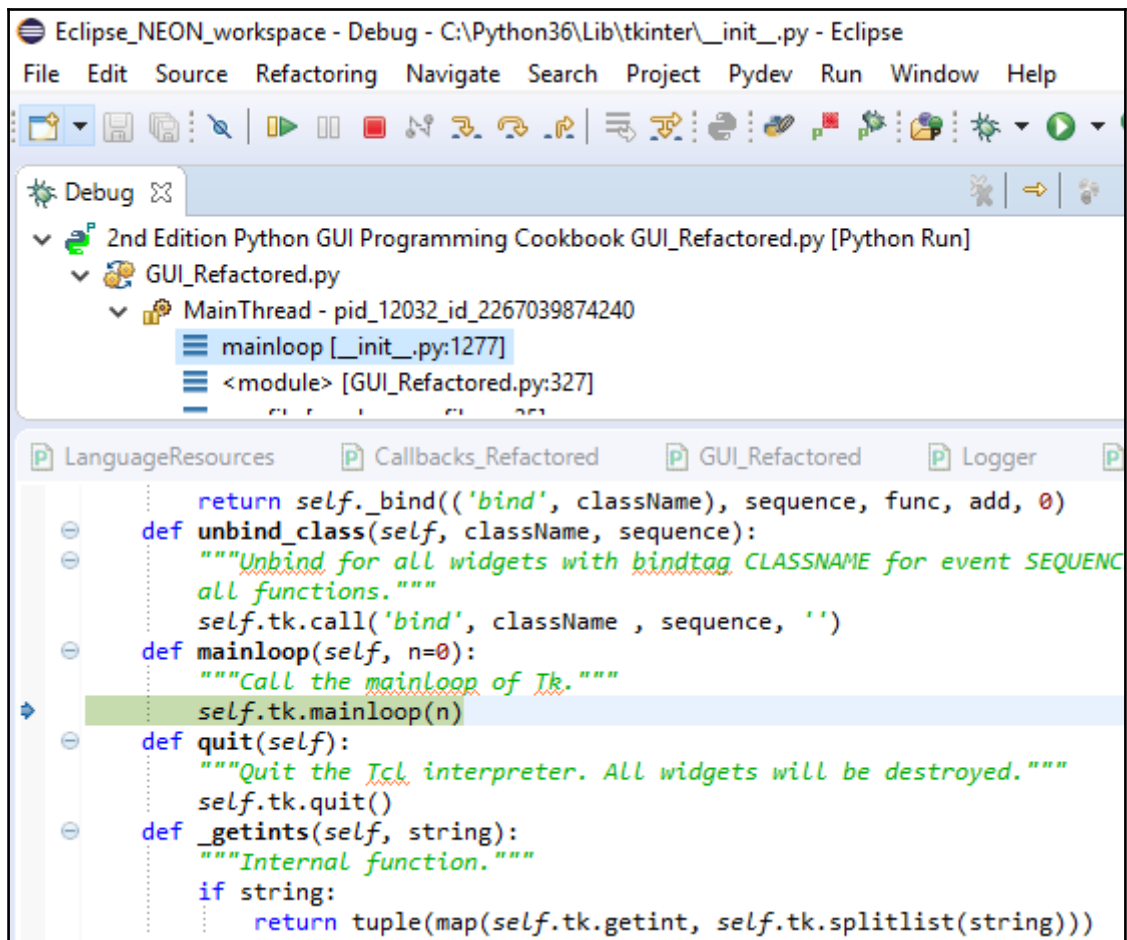 Eclipse_NEON_workspace - Debug - C:\Python36\Lib\tkinter\__init__.py - Eclipse
File Edit Source Refactoring Navigate Search Project Pydev Run Window Help
Debug
2nd Edition Python GUI Programming Cookbook GUI_Refactored.py [Python Run]
GUI_Refactored.py
MainThread - pid_12032_id_2267039874240
mainloop [__init__.py:1277]
<module> [GUI_Refactored.py:327]
LanguageResources Callbacks_Refactored GUI_Refactored Logger
return self._bind(('bind', className), sequence, func, add, 0)
def unbind_class(self, className, sequence):
"""Unbind for all widgets with bindtag CLASSNAME for event SEQUENC
all functions."""
self.tk.call('bind', className , sequence, '')
def mainloop(self, n=0):
"""Call the mainloop of Tk."""
self.tk.mainloop(n)
def quit(self):
"""Quit the Tcl interpreter. All widgets will be destroyed."""
self.tk.quit()
def _getints(self, string):
"""Internal function."""
if string:
return tuple(map(self.tk.getint, self.tk.splitlist(string)))